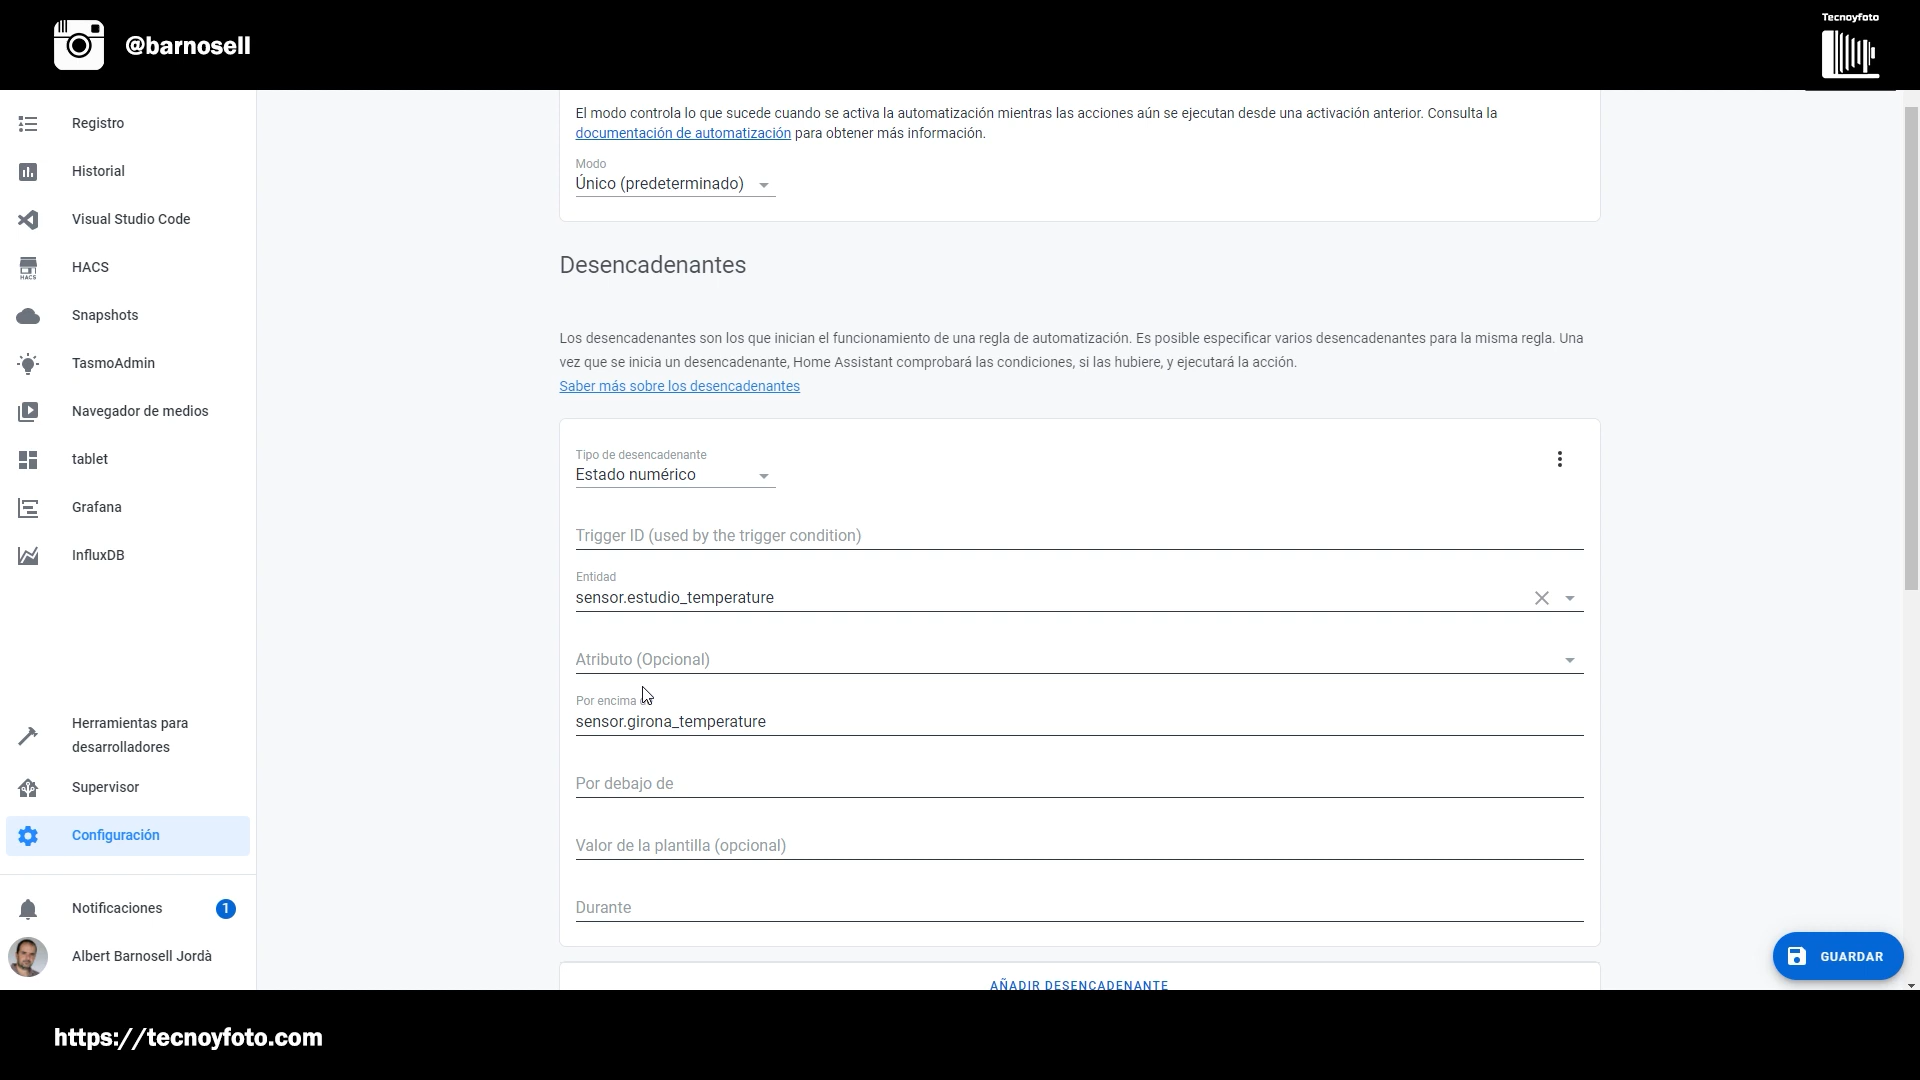 @barnosell
Tecnoyfoto
Registro
Historial
Visual Studio Code
HACS
HACS
Snapshots
TasmoAdmin
Navegador de medios
tablet
Grafana
InfluxDB
Herramientas para
desarrolladores
Supervisor
Configuración
Notificaciones
1
Albert Barnosell Jordà
El modo controla lo que sucede cuando se activa la automatización mientras las acciones aún se ejecutan desde una activación anterior. Consulta la
documentación de automatización para obtener más información.
Modo
Único (predeterminado)
Desencadenantes
Los desencadenantes son los que inician el funcionamiento de una regla de automatización. Es posible especificar varios desencadenantes para la misma regla. Una
vez que se inicia un desencadenante, Home Assistant comprobará las condiciones, si las hubiere, y ejecutará la acción.
Saber más sobre los desencadenantes
Tipo de desencadenante
Estado numérico
Trigger ID (used by the trigger condition)
Entidad
sensor.estudio_temperature
Atributo (Opcional)
Por encima
sensor.girona_temperature
Por debajo de
Valor de la plantilla (opcional)
Durante
AÑADIR DESENCADENANTE
GUARDAR
https://tecnoyfoto.com